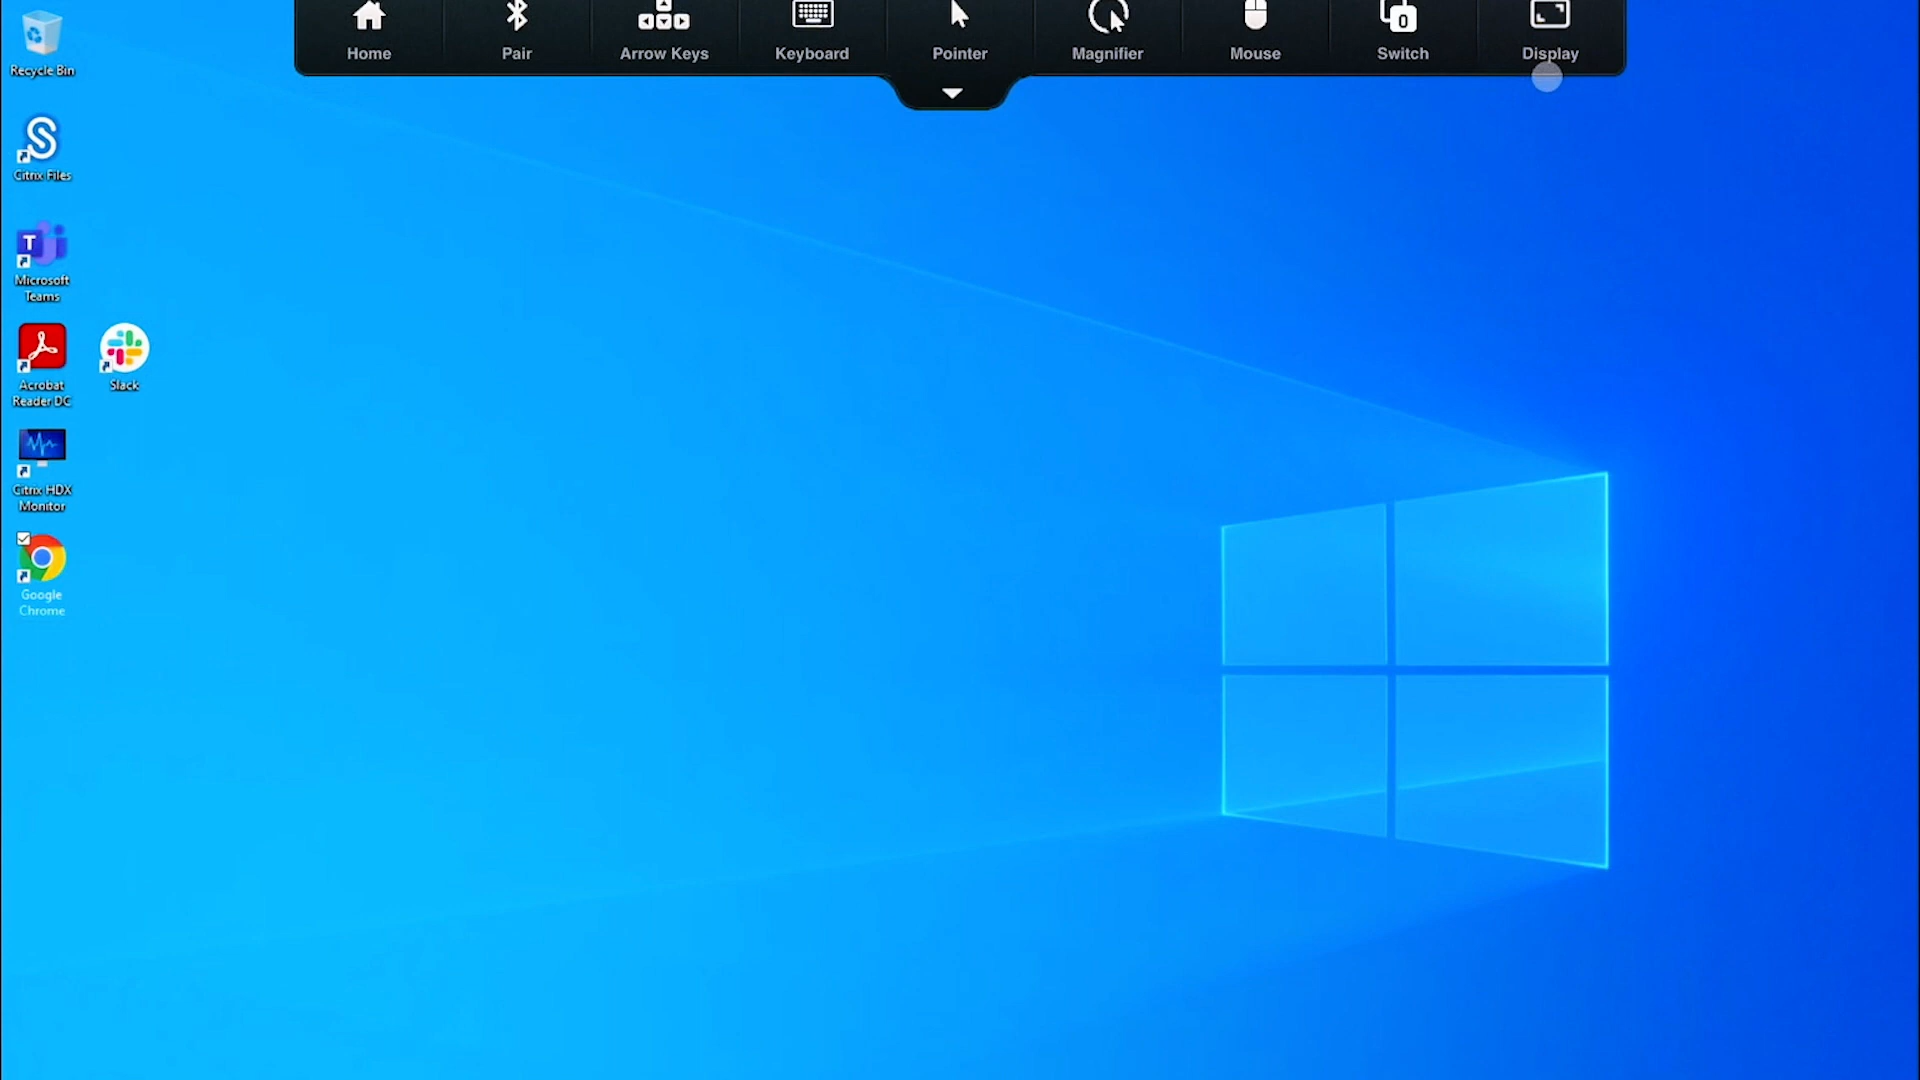 Home
Pair
Arrow Keys
Keyboard
Pointer
Magnifier
Mouse
0
Switch
Display
Recycle Bin
Citrix Files
T
Microsoft
Teams
Acrobat
Reader DC
Slack
Citrix HDX
Monitor
Google
Chrome